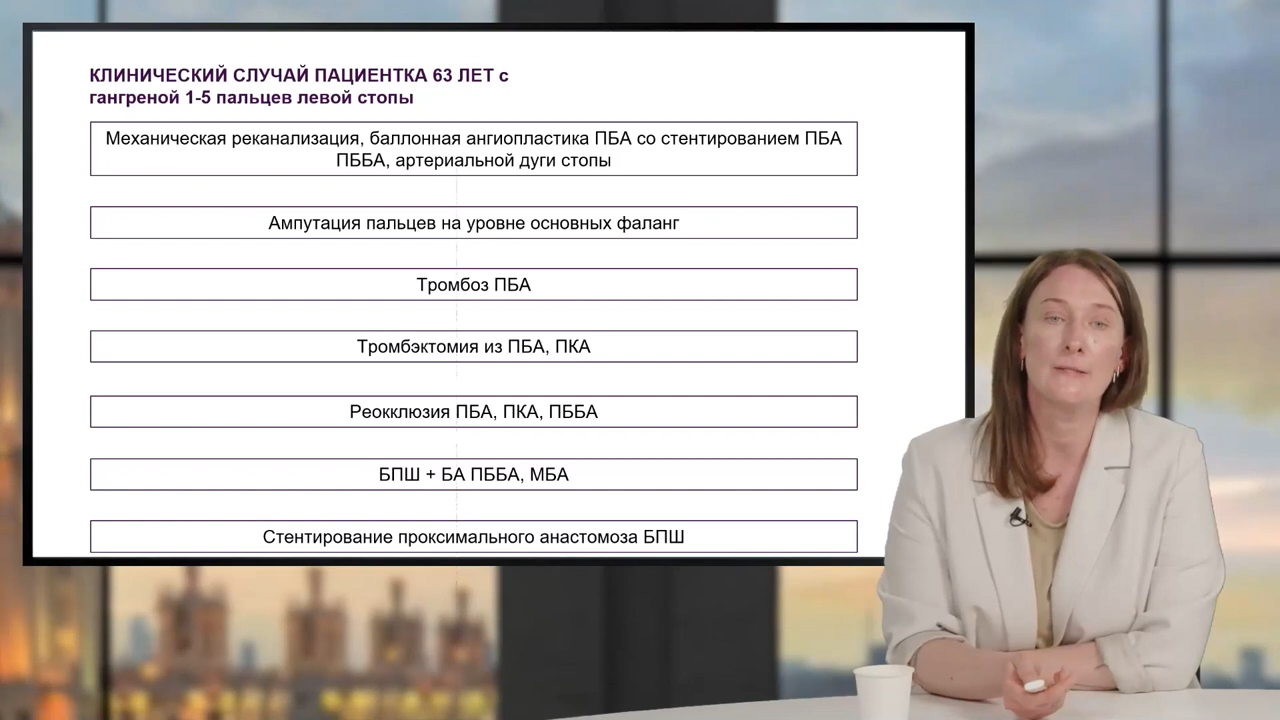 КЛИНИЧЕСКИЙ СЛУЧАЙ ПАЦИЕНТКА 63 ЛЕТ с
гангреной 1-5 пальцев левой стопы
Механическая реканализация, баллонная ангиопластика ПБА со стентированием ПБА
ПББА, артериальной дуги стопы
Ампутация пальцев на уровне основных фаланг
Тромбоз ПБА
Тромбэктомия из ПБА, ПКА
Реокклюзия ПБА, ПКА, ПББА
БПШ + БА ПББА, МБА
Стентирование проксимального анастомоза БПШ